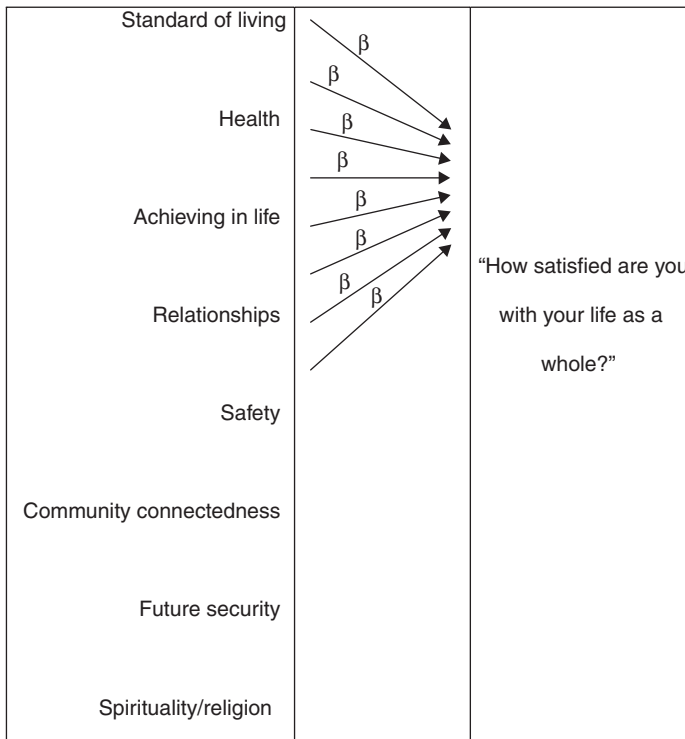 Standard of living
Health
Achieving in life
Relationships
Safety
Community connectedness
Future security
Spirituality/religion
β
β
β
β
β
β
β
β
“How satisfied are you
with your life as a
whole?”